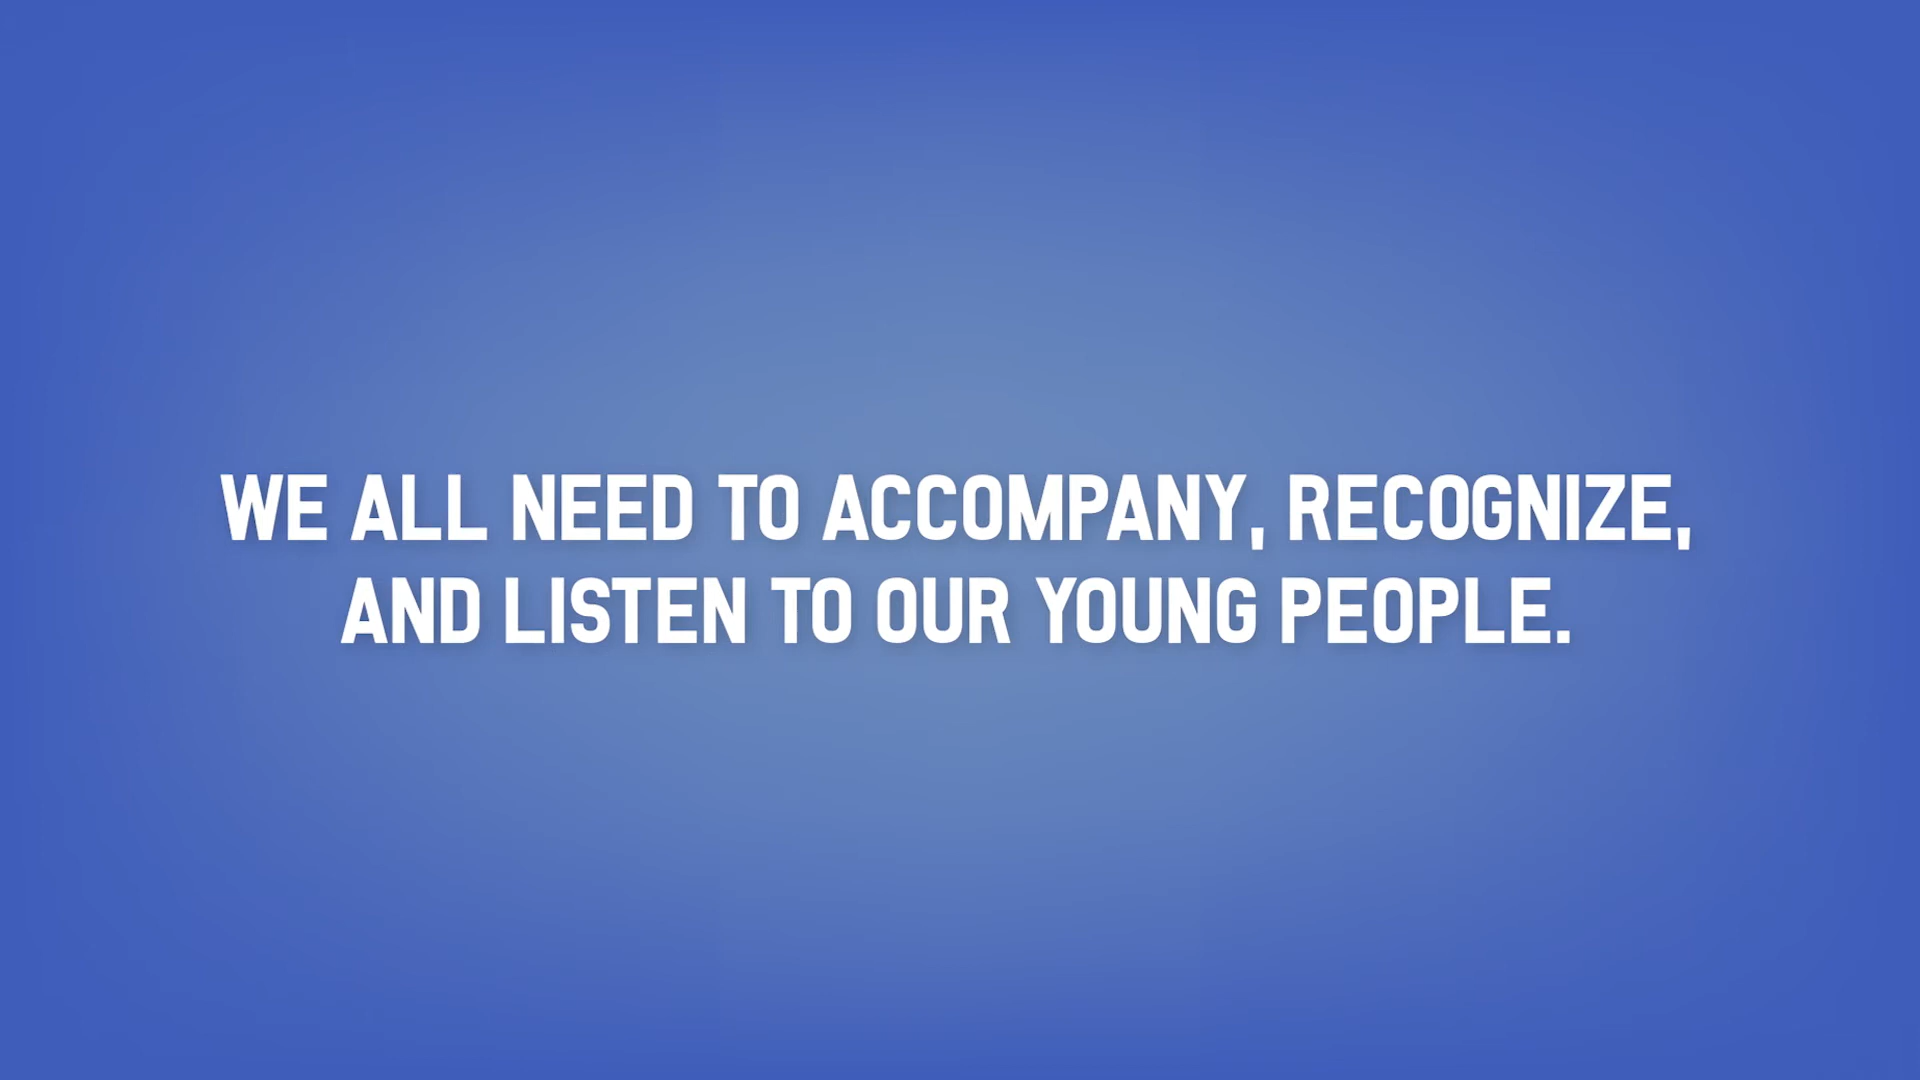 WE ALL NEED TO ACCOMPANY, RECOGNIZE,
AND LISTEN TO OUR YOUNG PEOPLE.